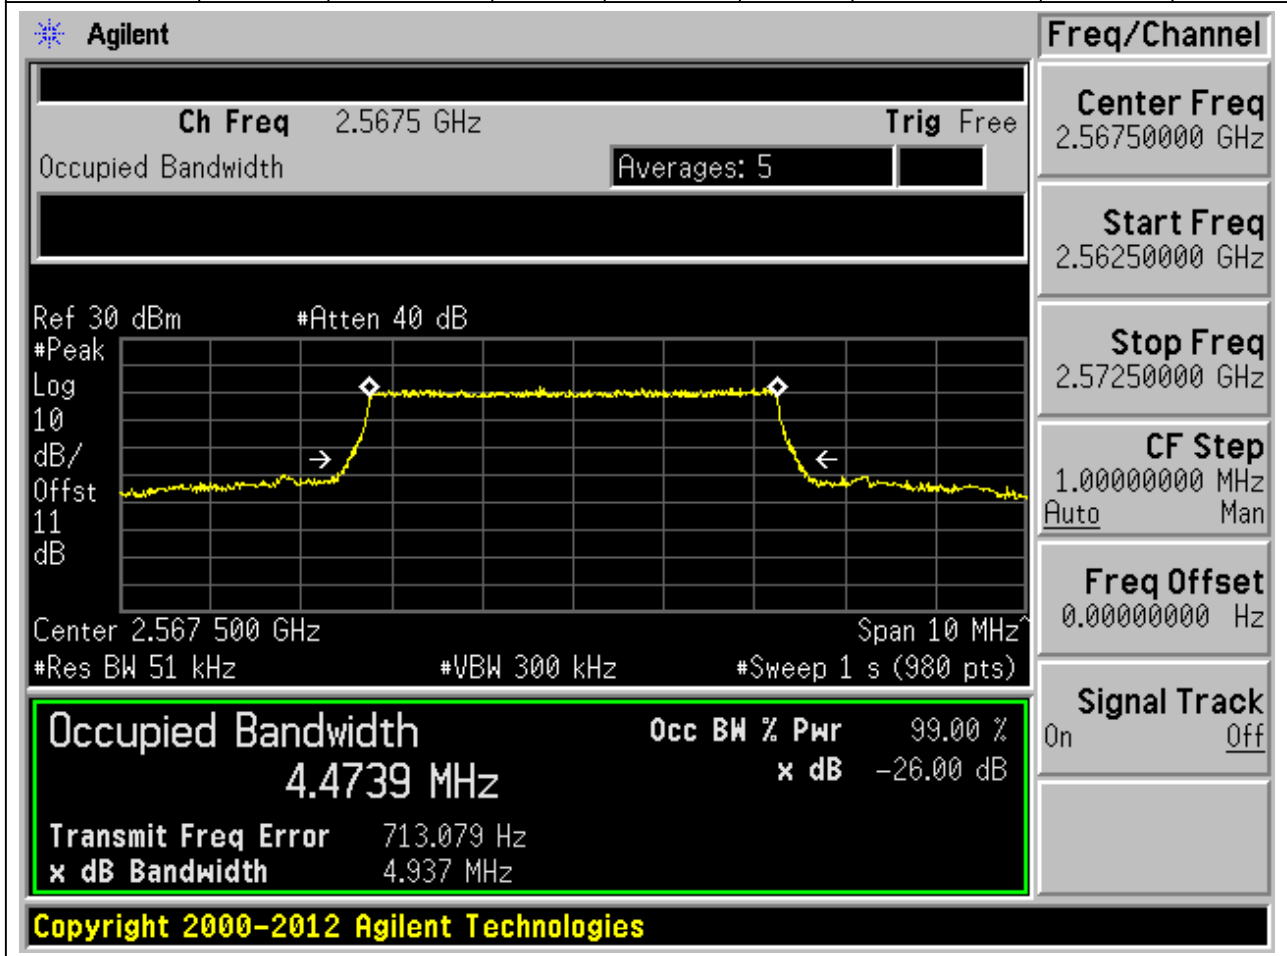 Agilent
Freq/Channel
Ch Freq 2.5675 GHz Trig Free
Occupied Bandwidth Averages: 5
Center Freq
2.56750000 GHz
Start Freq
2.56250000 GHz
Stop Freq
2.57250000 GHz
CF Step
1.00000000 MHz
Auto Man
Freq Offset
0.00000000 Hz
Signal Track
On Off
Ref 30 dBm #Atten 40 dB
#Peak
Log
10
dB/
Offst
11
dB
Center 2.567 500 GHz Span 10 MHz^
#Res BW 51 kHz #VBW 300 kHz #Sweep 1 s (980 pts)
Occupied Bandwidth Occ BW % Pwr 99.00 %
4.4739 MHz x dB -26.00 dB
Transmit Freq Error 713.079 Hz
x dB Bandwidth 4.937 MHz
Copyright 2000-2012 Agilent Technologies